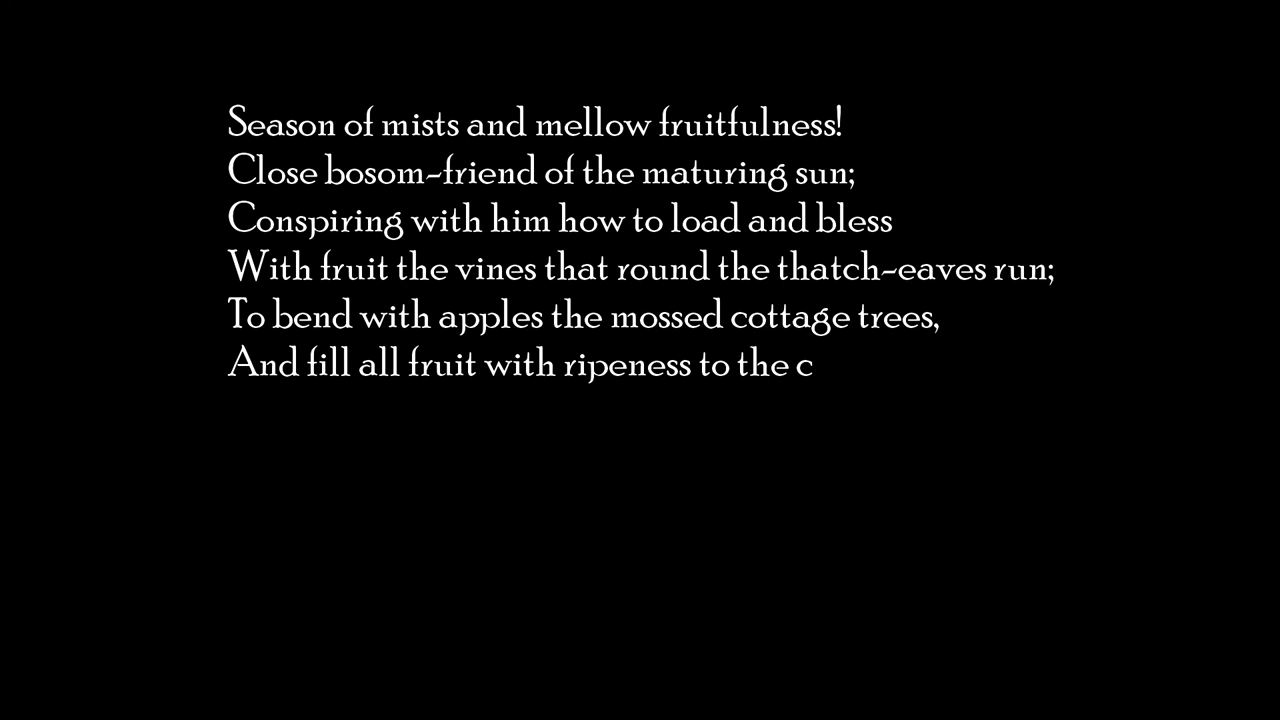 Season of mists and mellow fruitfulness!
Close bosom-friend of the maturing sun;
Conspiring with him how to load and bless
With fruit the vines that round the thatch-eaves run;
To bend with apples the mossed cottage trees,
And fill all fruit with ripeness to the c